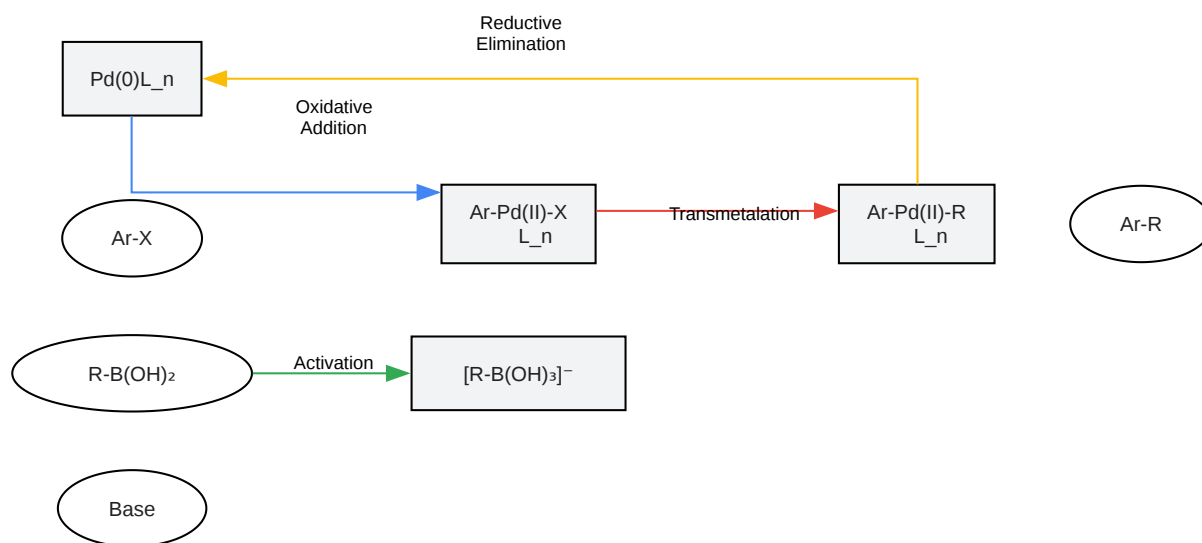 Reductive
Elimination
Pd(0)L_n
Oxidative
Addition
Ar-X
Ar-Pd(II)-X
L_n
Transmetalation
Ar-Pd(II)-R
L_n
Ar-R
R-B(OH)₂
Activation
[R-B(OH)₃]⁻
Base